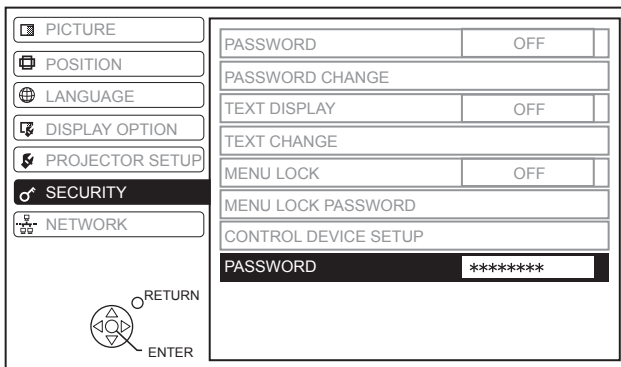 PICTURE
POSITION
LANGUAGE
DISPLAY OPTION
PROJECTOR SETUP
SECURITY
NETWORK
RETURN
ENTER
PASSWORD OFF
PASSWORD CHANGE
TEXT DISPLAY OFF
TEXT CHANGE
MENU LOCK OFF
MENU LOCK PASSWORD
CONTROL DEVICE SETUP
PASSWORD ********